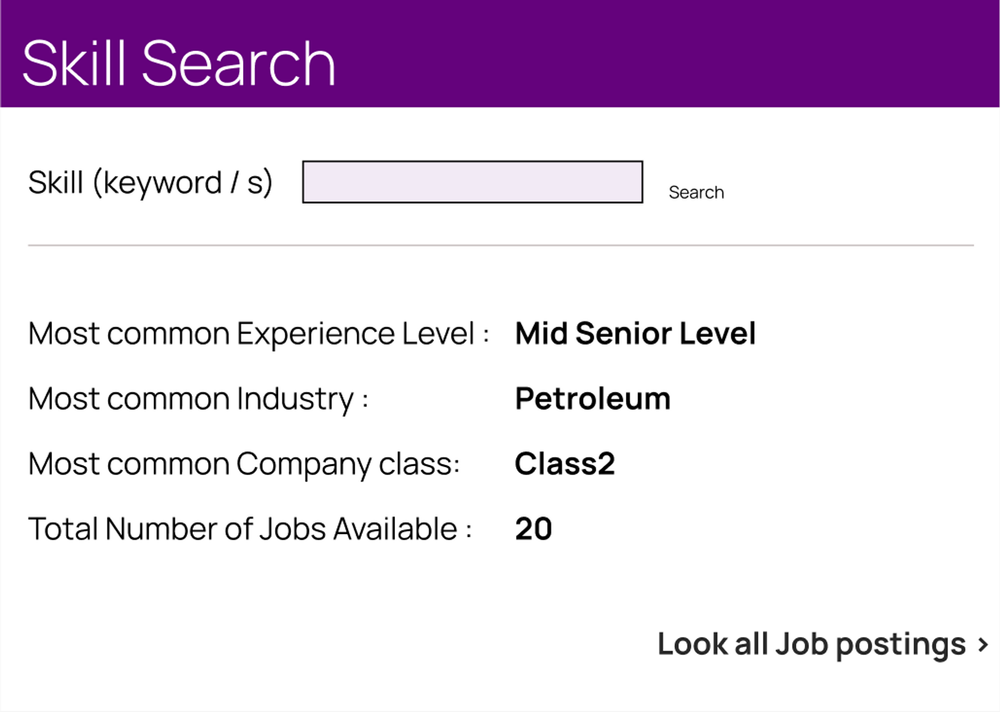 Skill Search
Skill (keyword / s) Search
Most common Experience Level : Mid Senior Level
Most common Industry : Petroleum
Most common Company class: Class2
Total Number of Jobs Available : 20
Look all Job postings >